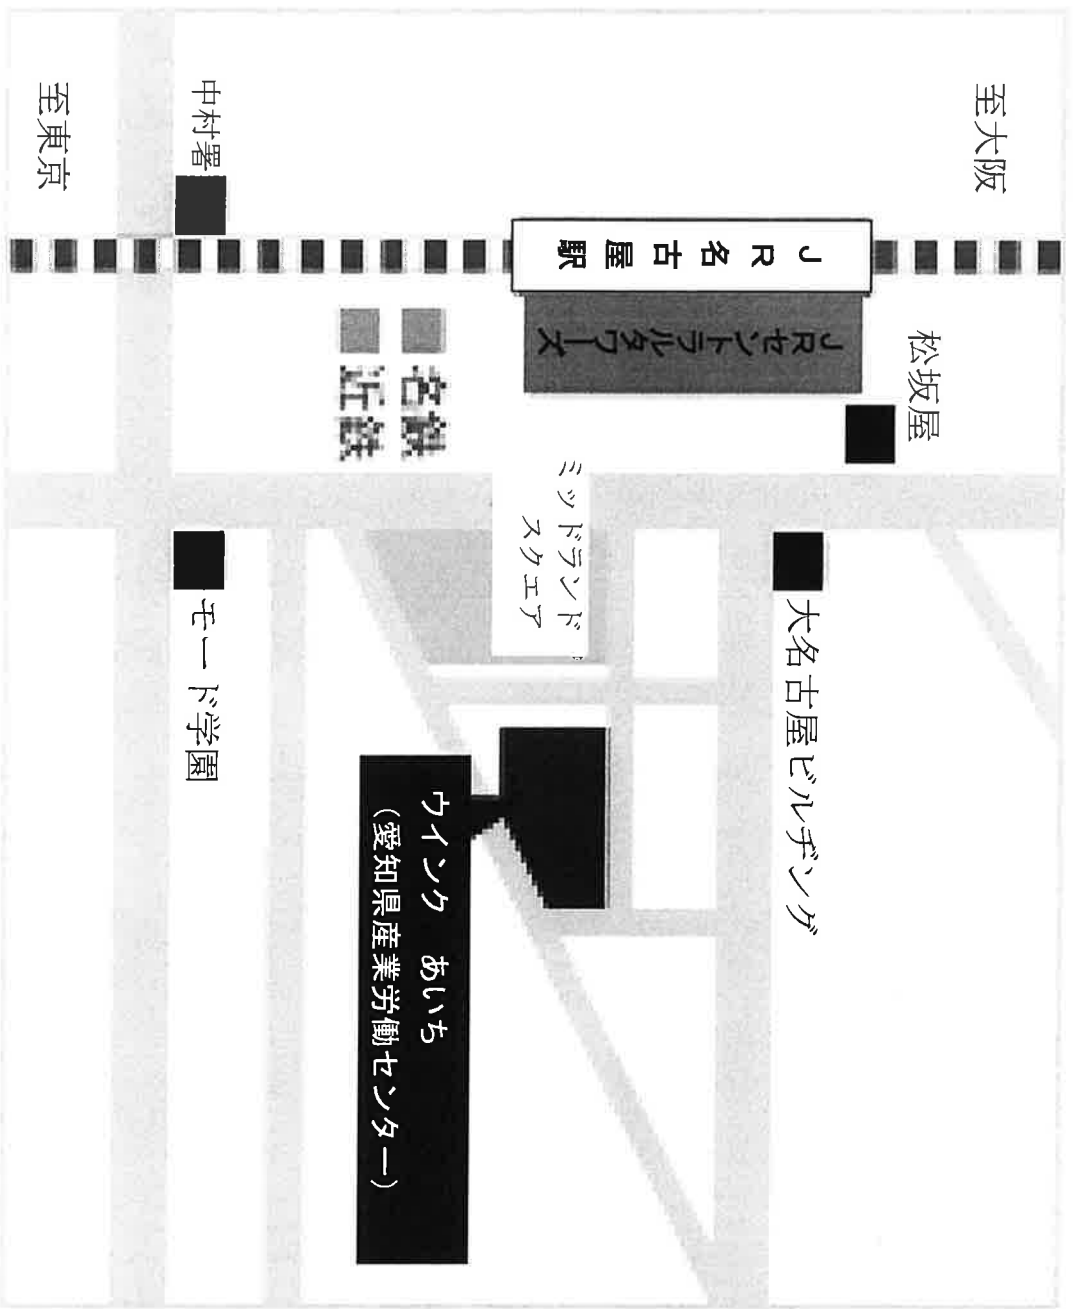 至大阪
松坂屋
大名古屋ビルヂング
JR名古屋駅
JRセントラルタワーズ
ミッドランド
スクエア
名鉄
近鉄
ウインク あいち
（愛知県産業労働センター）
中村署
モード学園
至東京